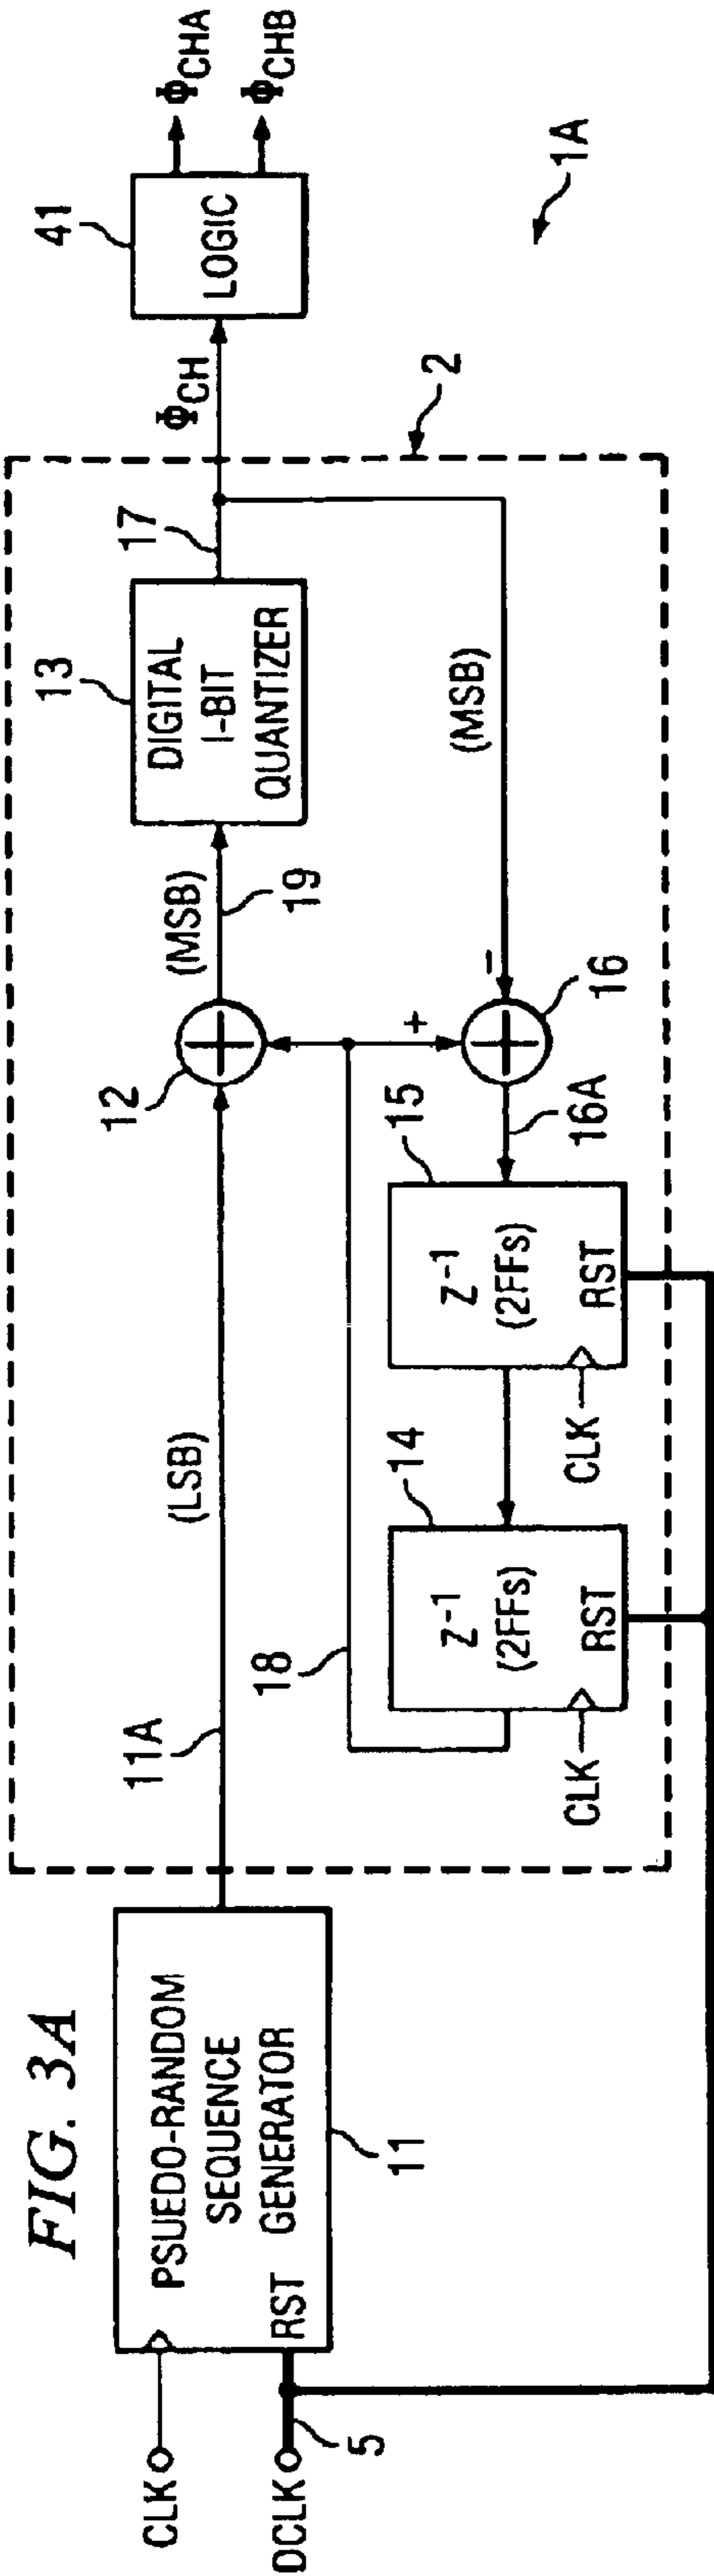 FIG. 3A
CLK
DCLK
5
PSUEDO-RANDOM
SEQUENCE
GENERATOR
RST
11
11A
(LSB)
12
(MSB)
19
13
DIGITAL
I-BIT
QUANTIZER
17
ΦCH
41
LOGIC
ΦCHA
ΦCHB
1A
2
(MSB)
18
+
−
16
16A
14
Z-1
(2FFs)
RST
CLK
15
Z-1
(2FFs)
RST
CLK